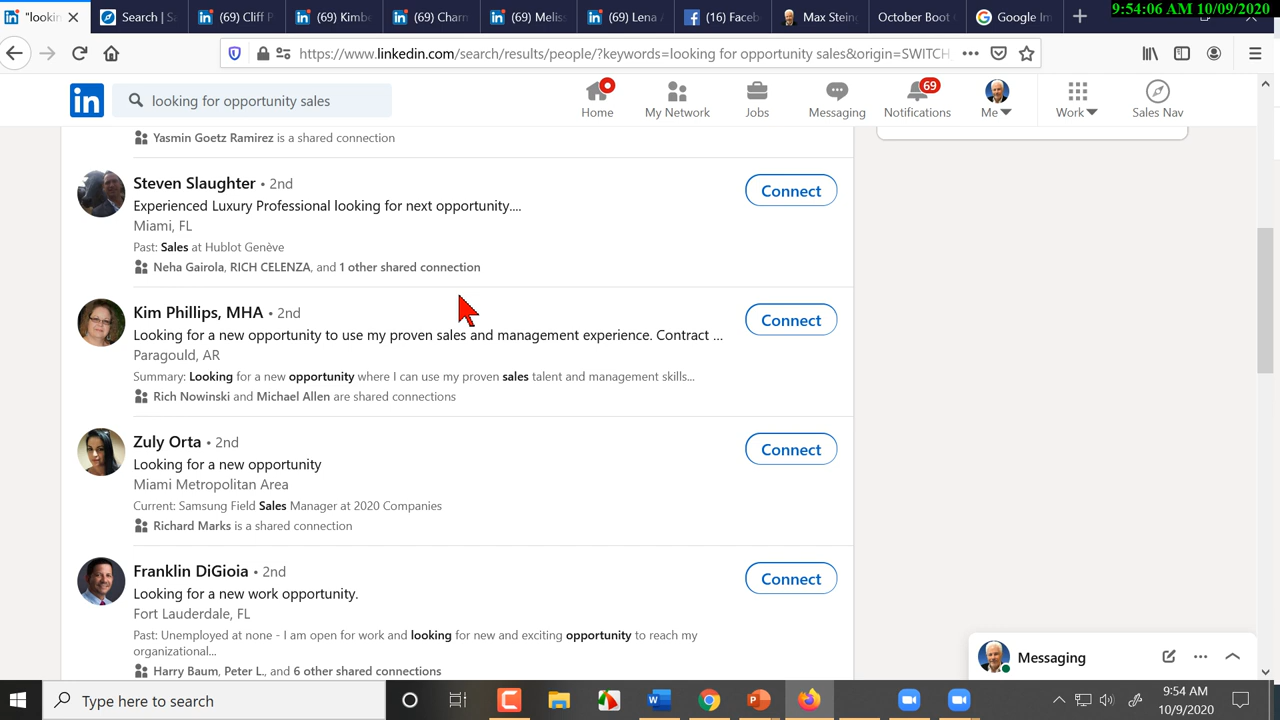 9:54:06 AM 10/09/2020
"lookin
Search | Sa
(69) Cliff P
(69) Kimbe
(69) Charm
(69) Meliss
(69) Lena A
(16) Faceb
Max Stein
October Boot
Google Im
https://www.linkedin.com/search/results/people/?keywords=looking for opportunity sales&origin=SWITCH
in
looking for opportunity sales
Home
My Network
Jobs
Messaging
69
Notifications
Me
Work
Sales Nav
Yasmin Goetz Ramirez is a shared connection
Steven Slaughter • 2nd
Connect
Experienced Luxury Professional looking for next opportunity....
Miami, FL
Past: Sales at Hublot Genève
Neha Gairola, RICH CELENZA, and 1 other shared connection
Kim Phillips, MHA • 2nd
Connect
Looking for a new opportunity to use my proven sales and management experience. Contract ...
Paragould, AR
Summary: Looking for a new opportunity where I can use my proven sales talent and management skills...
Rich Nowinski and Michael Allen are shared connections
Zuly Orta • 2nd
Connect
Looking for a new opportunity
Miami Metropolitan Area
Current: Samsung Field Sales Manager at 2020 Companies
Richard Marks is a shared connection
Franklin DiGioia • 2nd
Connect
Looking for a new work opportunity.
Fort Lauderdale, FL
Past: Unemployed at none - I am open for work and looking for new and exciting opportunity to reach my
organizational...
Harry Baum, Peter L., and 6 other shared connections
Messaging
Type here to search
9:54 AM
10/9/2020